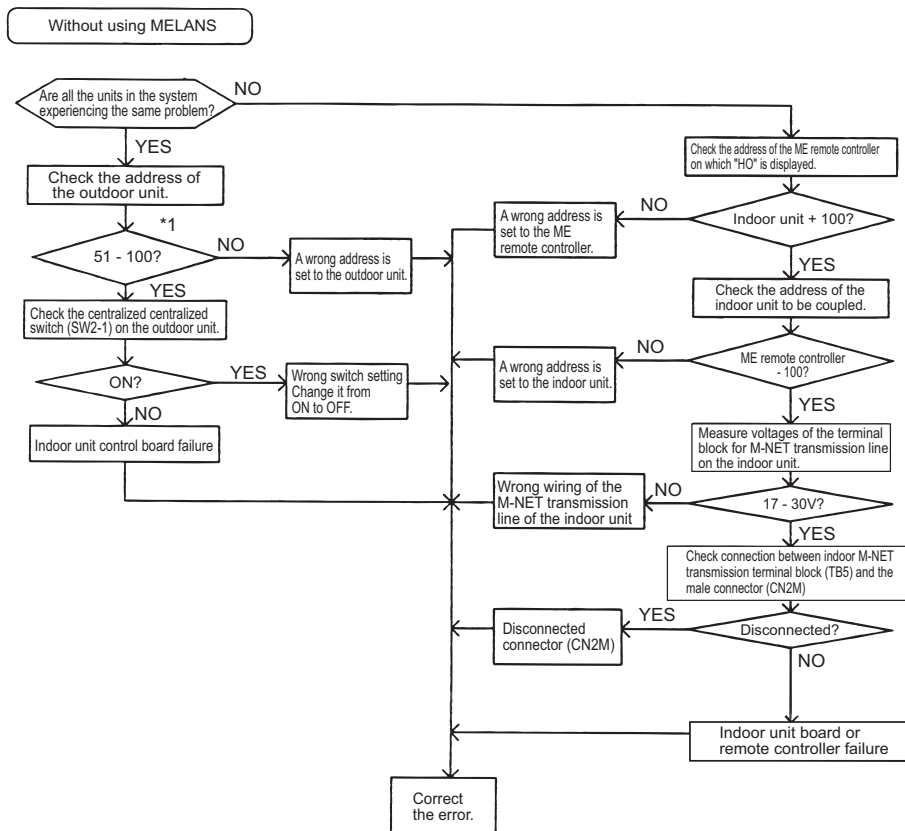 Without using MELANS
Are all the units in the system
experiencing the same problem?
NO
YES
Check the address of
the outdoor unit.
*1
51 - 100?
NO
A wrong address is
set to the outdoor unit.
YES
Check the centralized centralized
switch (SW2-1) on the outdoor unit.
ON?
YES
Wrong switch setting
Change it from
ON to OFF.
NO
Indoor unit control board failure
Check the address of the ME remote controller
on which "HO" is displayed.
Indoor unit + 100?
NO
A wrong address is
set to the ME
remote controller.
YES
Check the address of the
indoor unit to be coupled.
ME remote controller
- 100?
NO
A wrong address is
set to the indoor unit.
YES
Measure voltages of the terminal
block for M-NET transmission line
on the indoor unit.
17 - 30V?
NO
Wrong wiring of the
M-NET transmission
line of the indoor unit
YES
Check connection between indoor M-NET
transmission terminal block (TB5) and the
male connector (CN2M)
Disconnected?
YES
Disconnected
connector (CN2M)
NO
Indoor unit board or
remote controller failure
Correct
the error.